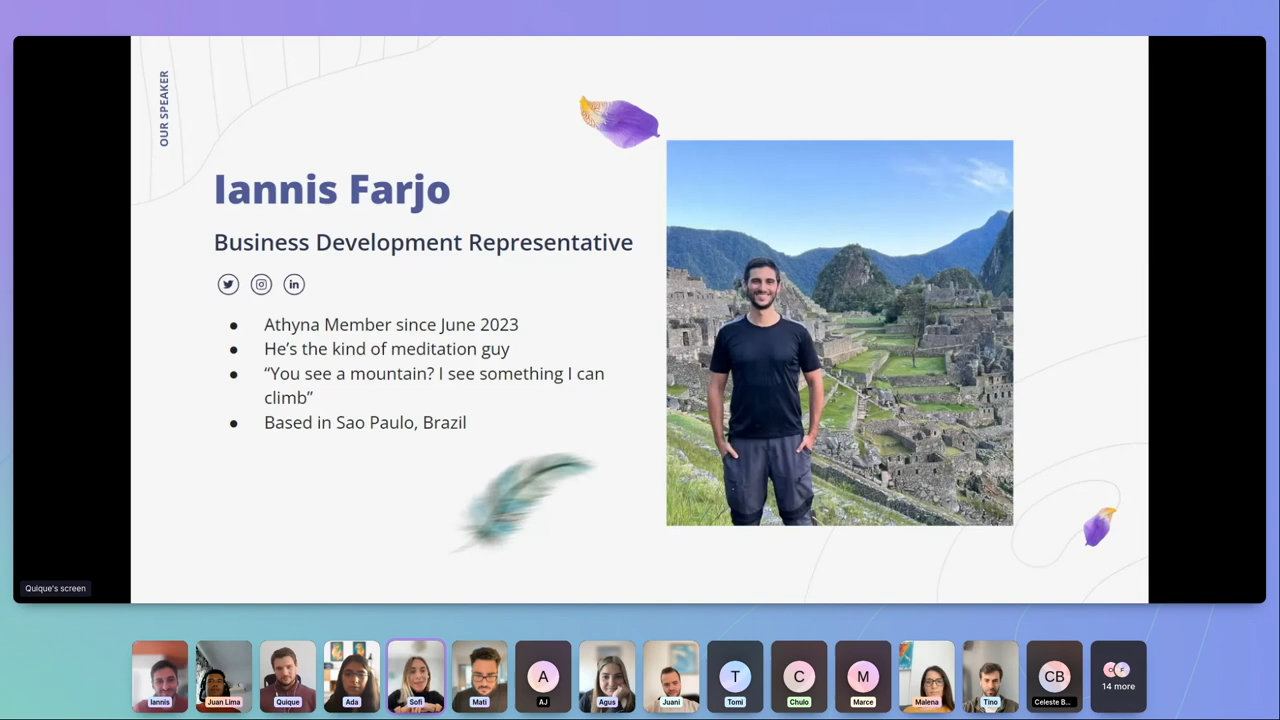 OUR SPEAKER
Iannis Farjo
Business Development Representative
in
● Athyna Member since June 2023
● He’s the kind of meditation guy
● “You see a mountain? I see something I can
climb”
● Based in Sao Paulo, Brazil
Quique's screen
Iannis
Juan Lima
Quique
Ada
Sofi
Mati
A
AJ
Agus
Juani
T
Tomi
C
Chulo
M
Marce
Malena
Tino
CB
Celeste B...
14 more